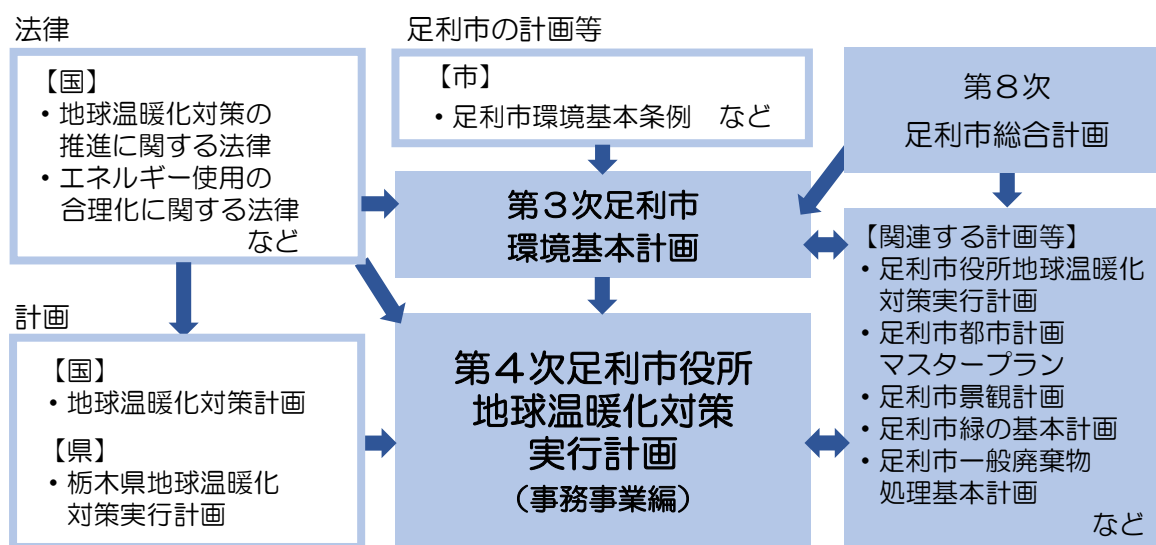 法律
【国】
・地球温暖化対策の
推進に関する法律
・エネルギー使用の
合理化に関する法律
など
計画
【国】
・地球温暖化対策計画
【県】
・栃木県地球温暖化
対策実行計画
足利市の計画等
【市】
・足利市環境基本条例　など
第３次足利市
環境基本計画
第４次足利市役所
地球温暖化対策
実行計画
（事務事業編）
第８次
足利市総合計画
【関連する計画等】
・足利市役所地球温暖化
対策実行計画
・足利市都市計画
マスタープラン
・足利市景観計画
・足利市緑の基本計画
・足利市一般廃棄物
処理基本計画
など